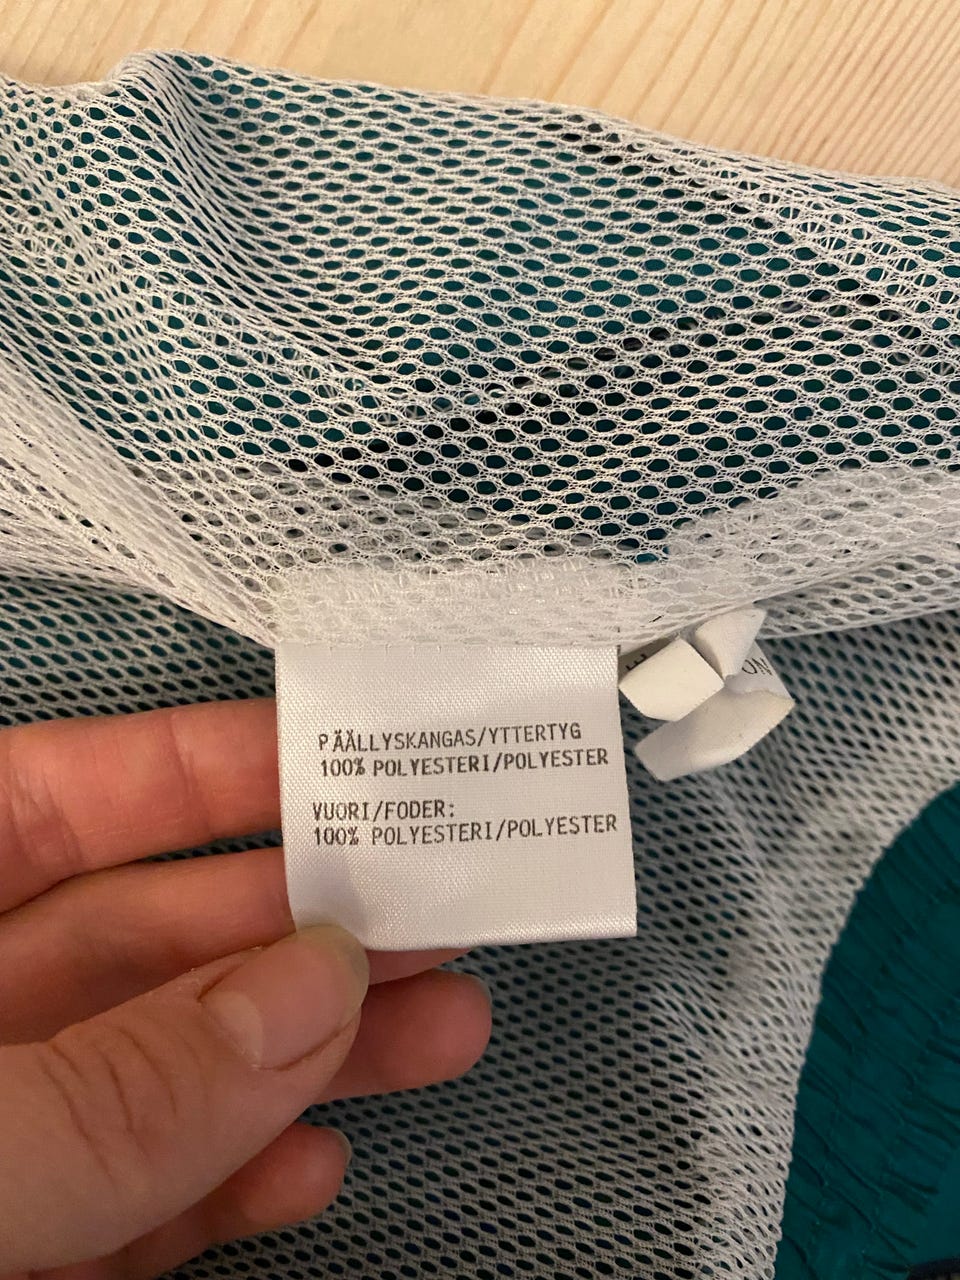 PÄÄLLYSKANGAS/YTTERTYG
100% POLYESTERI/POLYESTER
VUORI/FODER:
100% POLYESTERI/POLYESTER